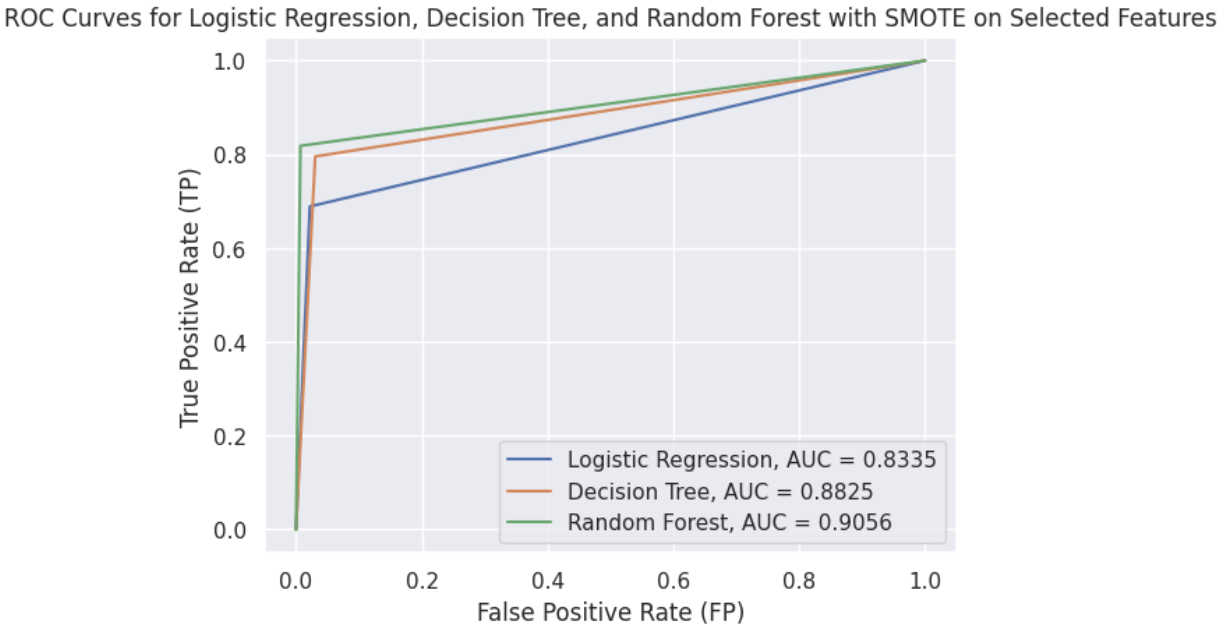 ROC Curves for Logistic Regression, Decision Tree, and Random Forest with SMOTE on Selected Features
1.0
0.8
0.6
0.4
0.2
0.0
True Positive Rate (TP)
Logistic Regression, AUC = 0.8335
Decision Tree, AUC = 0.8825
Random Forest, AUC = 0.9056
0.0 0.2 0.4 0.6 0.8 1.0
False Positive Rate (FP)